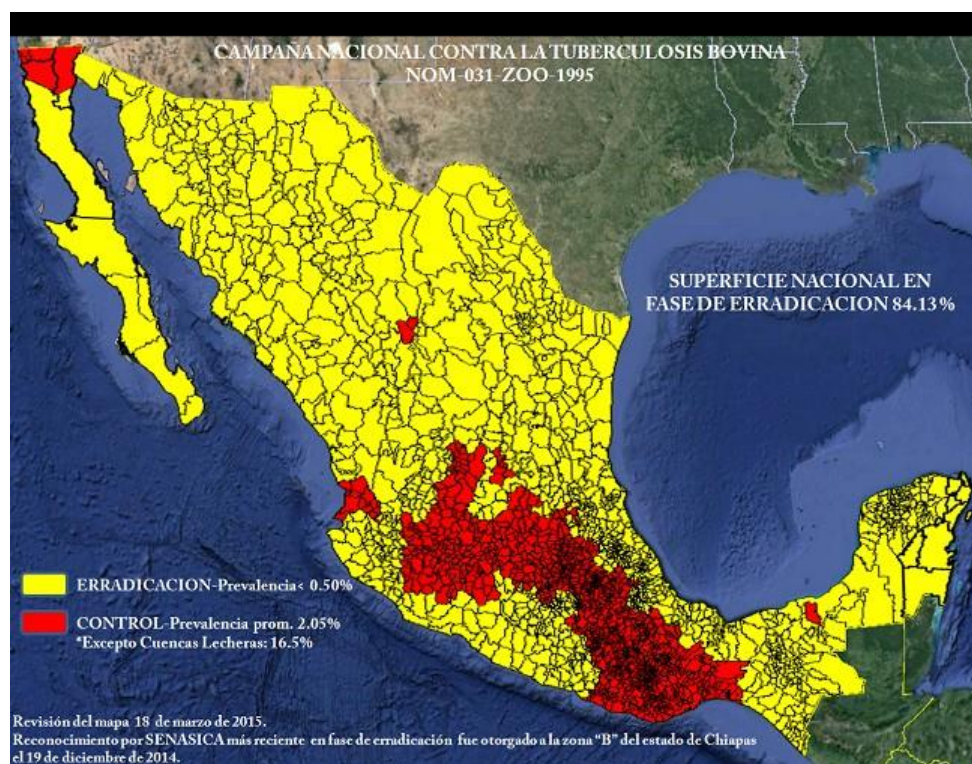 CAMPAÑA NACIONAL CONTRA LA TUBERCULOSIS BOVINA
NOM-031-ZOO-1995
SUPERFICIE NACIONAL EN
FASE DE ERRADICACION 84.13%
ERRADICACION-Prevalencia< 0.50%
CONTROL-Prevalencia prom. 2.05%
*Excepto Cuencas Lecheras: 16.5%
Revisión del mapa 18 de marzo de 2015.
Reconocimiento por SENASICA más reciente en fase de erradicación fue otorgado a la zona “B” del estado de Chiapas
el 19 de diciembre de 2014.